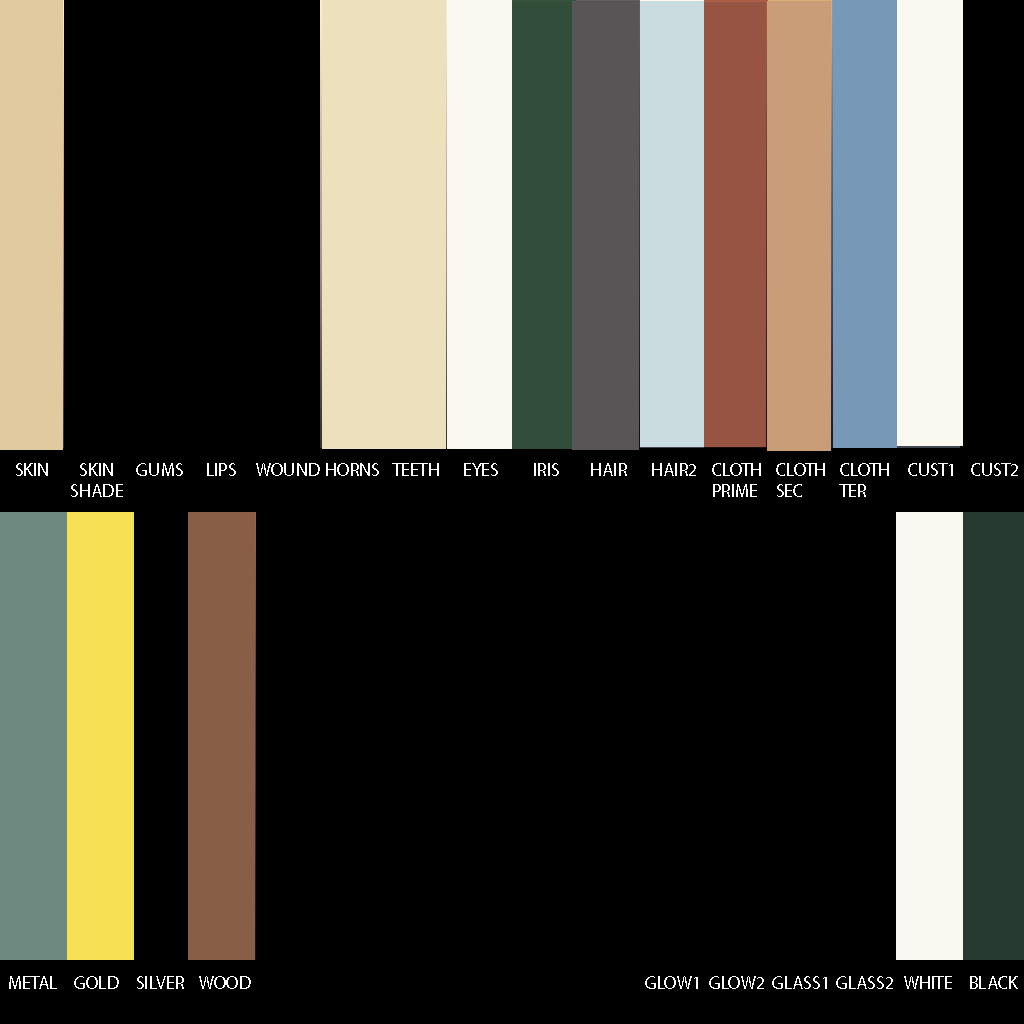 SKIN SKIN GUMS LIPS WOUND HORNS TEETH EYES IRIS HAIR HAIR2 CLOTH CLOTH CLOTH CUST1 CUST2
SHADE PRIME SEC TER
METAL GOLD SILVER WOOD GLOW1 GLOW2 GLASS1 GLASS2 WHITE BLACK